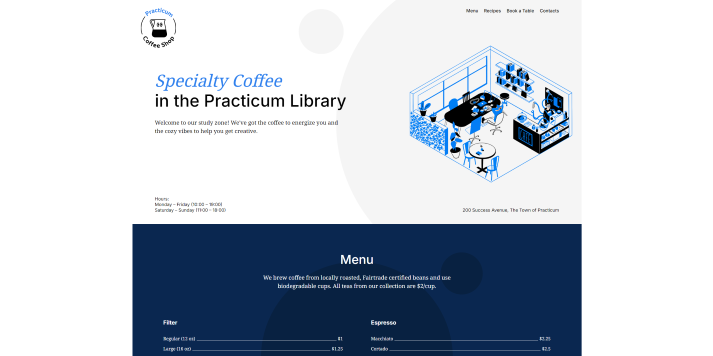 Practicum
Coffee Shop
Menu Recipes Book a Table Contacts
Specialty Coffee
in the Practicum Library
Welcome to our study zone! We've got the coffee to energize you and
the cozy vibes to help you get creative.
Hours:
Monday – Friday (10:00 – 19:00)
Saturday – Sunday (11:00 – 18:00)
200 Success Avenue, The Town of Practicum
Menu
We brew coffee from locally roasted, Fairtrade certified beans and use
biodegradable cups. All teas from our collection are $2/cup.
Filter
Regular (12 oz) $1
Large (16 oz) $1.25
Espresso
Macchiato $3.25
Cortado $2.5